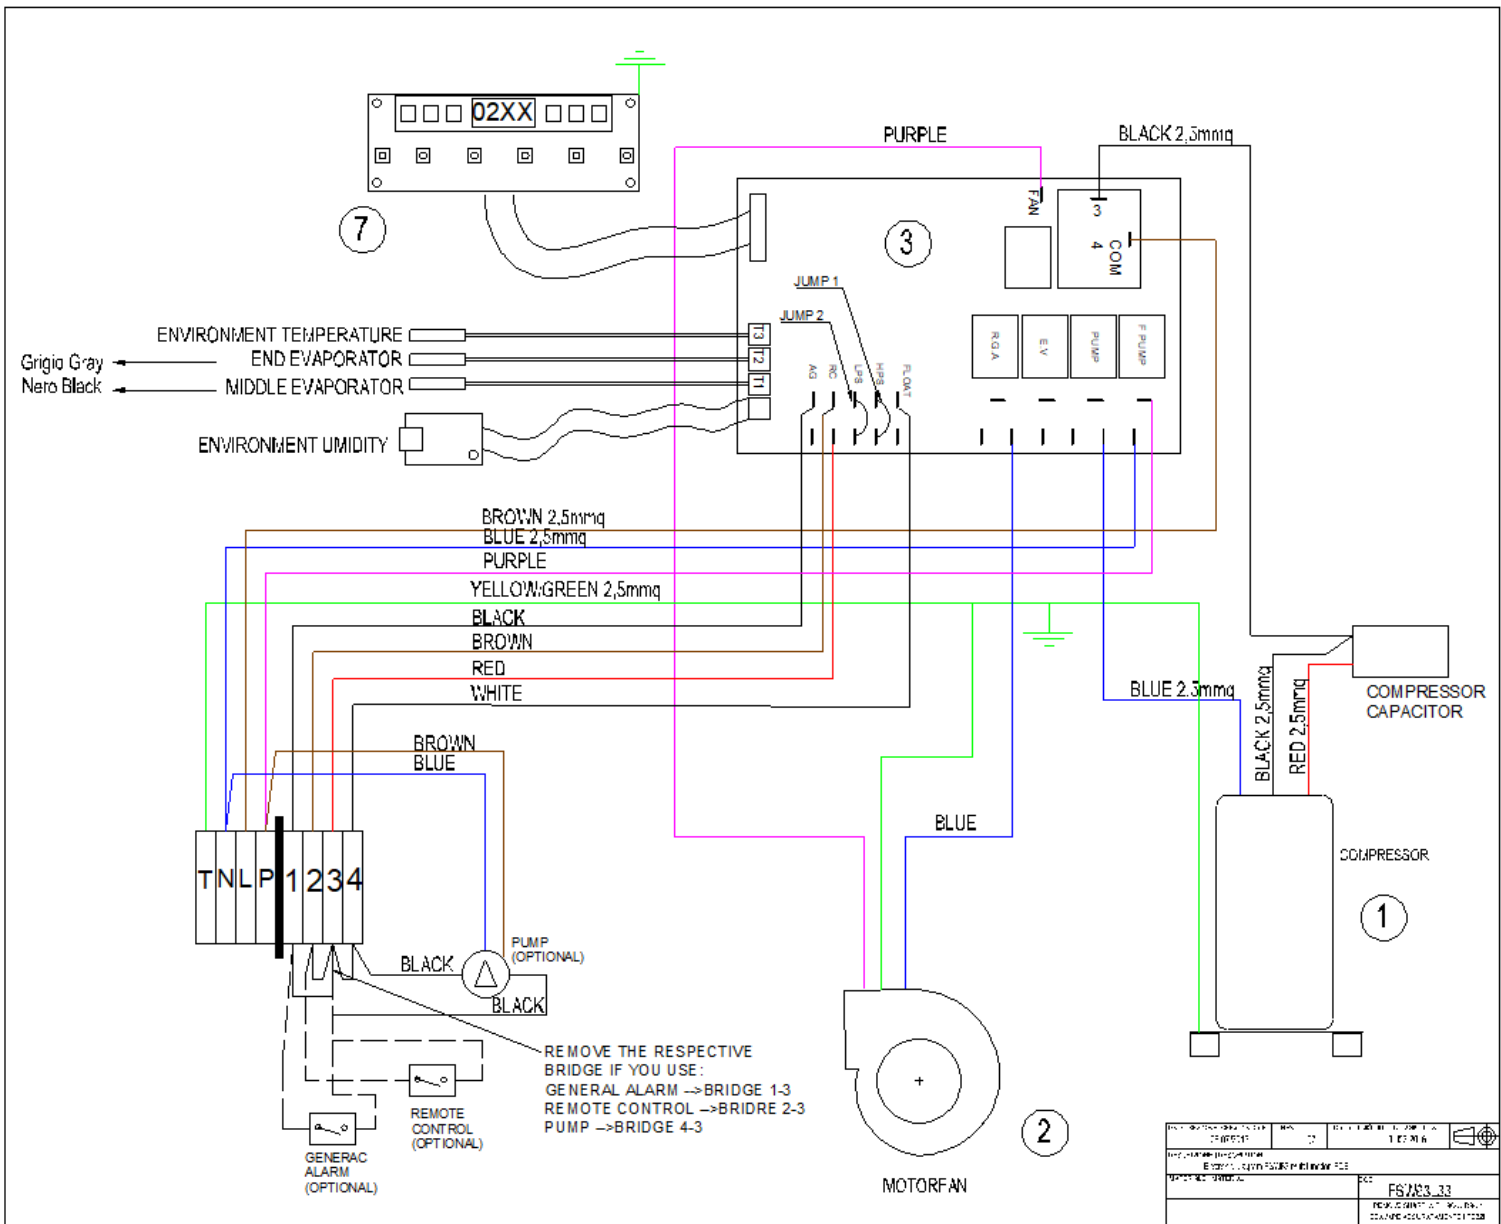 02XX
7
PURPLE
BLACK 2,5mmq
FAN
3
4
COM
3
JUMP 1
JUMP 2
ENVIRONMENT TEMPERATURE
T3
Grigio Gray
END EVAPORATOR
T2
Nero Black
MIDDLE EVAPORATOR
T1
ENVIRONMENT UMIDITY
AG
RC
LPS
HPS
FLOAT
R.G.A
E.V
PUMP
F.PUMP
BROWN 2,5mmq
BLUE 2,5mmq
PURPLE
YELLOW/GREEN 2,5mmq
BLACK
BROWN
RED
WHITE
BROWN
BLUE
BLUE 2.5mmq
BLACK 2,5mmq
RED 2,5mmq
COMPRESSOR
CAPACITOR
BLUE
COMPRESSOR
1
T N L P 1 2 3 4
PUMP
(OPTIONAL)
BLACK
BLACK
REMOVE THE RESPECTIVE
BRIDGE IF YOU USE:
GENERAL ALARM -->BRIDGE 1-3
REMOTE CONTROL -->BRIDRE 2-3
PUMP -->BRIDGE 4-3
REMOTE
CONTROL
(OPTIONAL)
GENERAC
ALARM
(OPTIONAL)
2
MOTORFAN